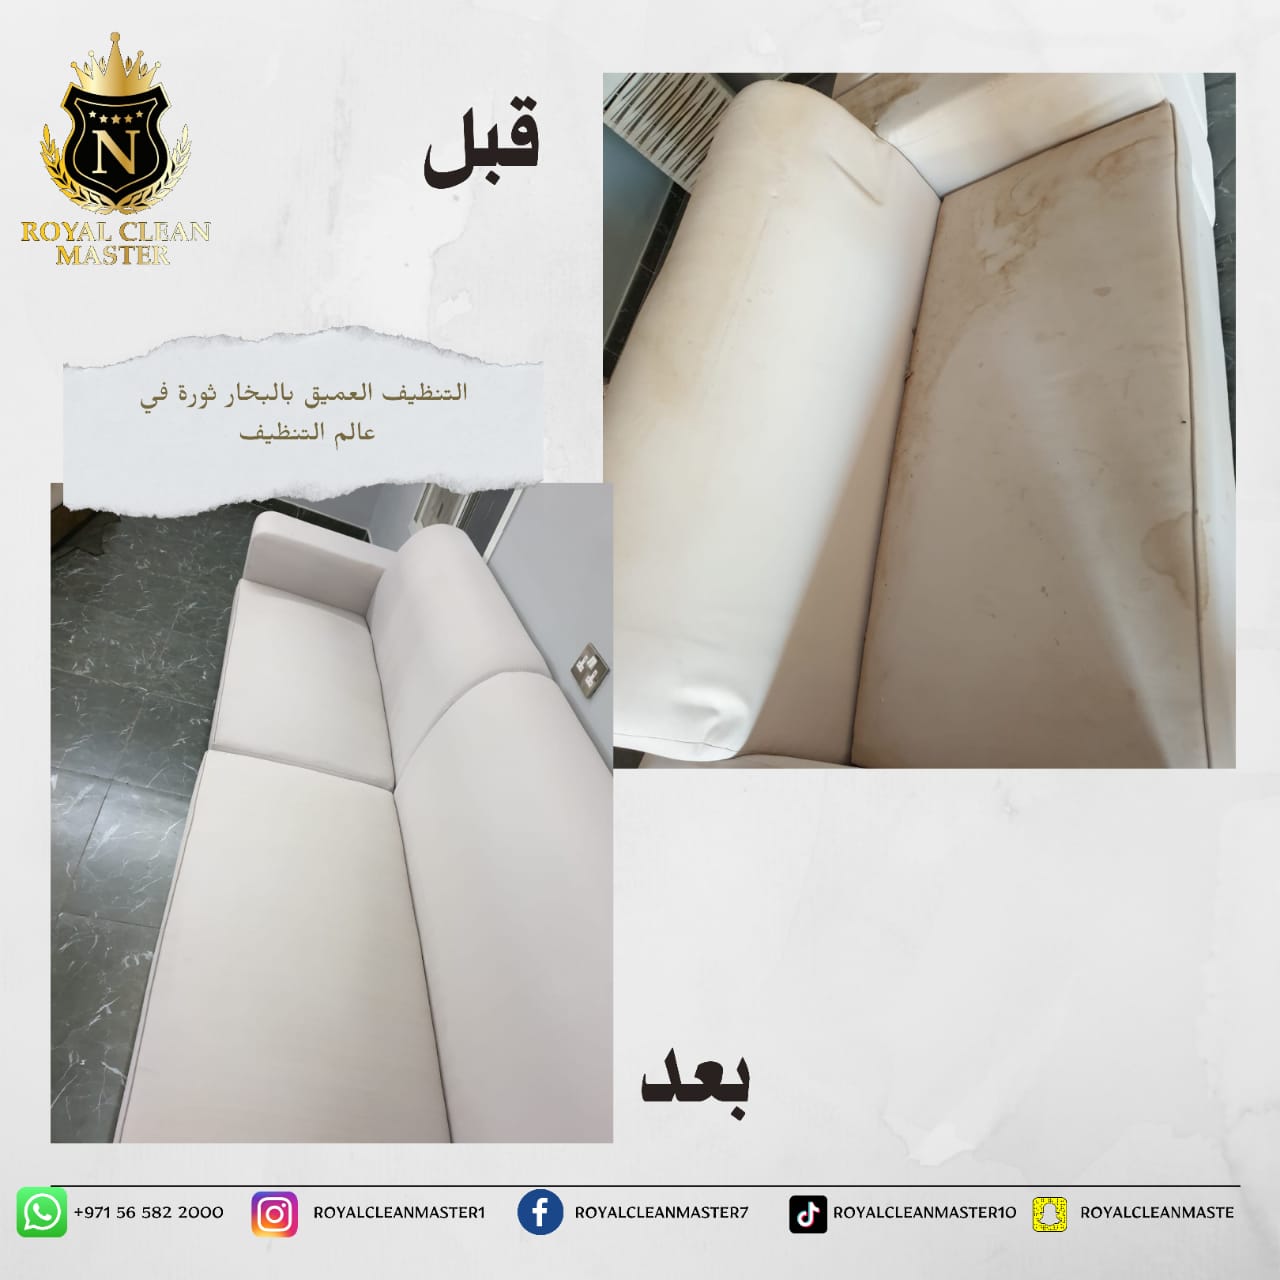 N
ROYAL CLEAN
MASTER
قبل
التنظيف العميق بالبخار ثورة في
عالم التنظيف
بعد
+971 56 582 2000
ROYALCLEANMASTER1
ROYALCLEANMASTER7
ROYALCLEANMASTER10
ROYALCLEANMASTE